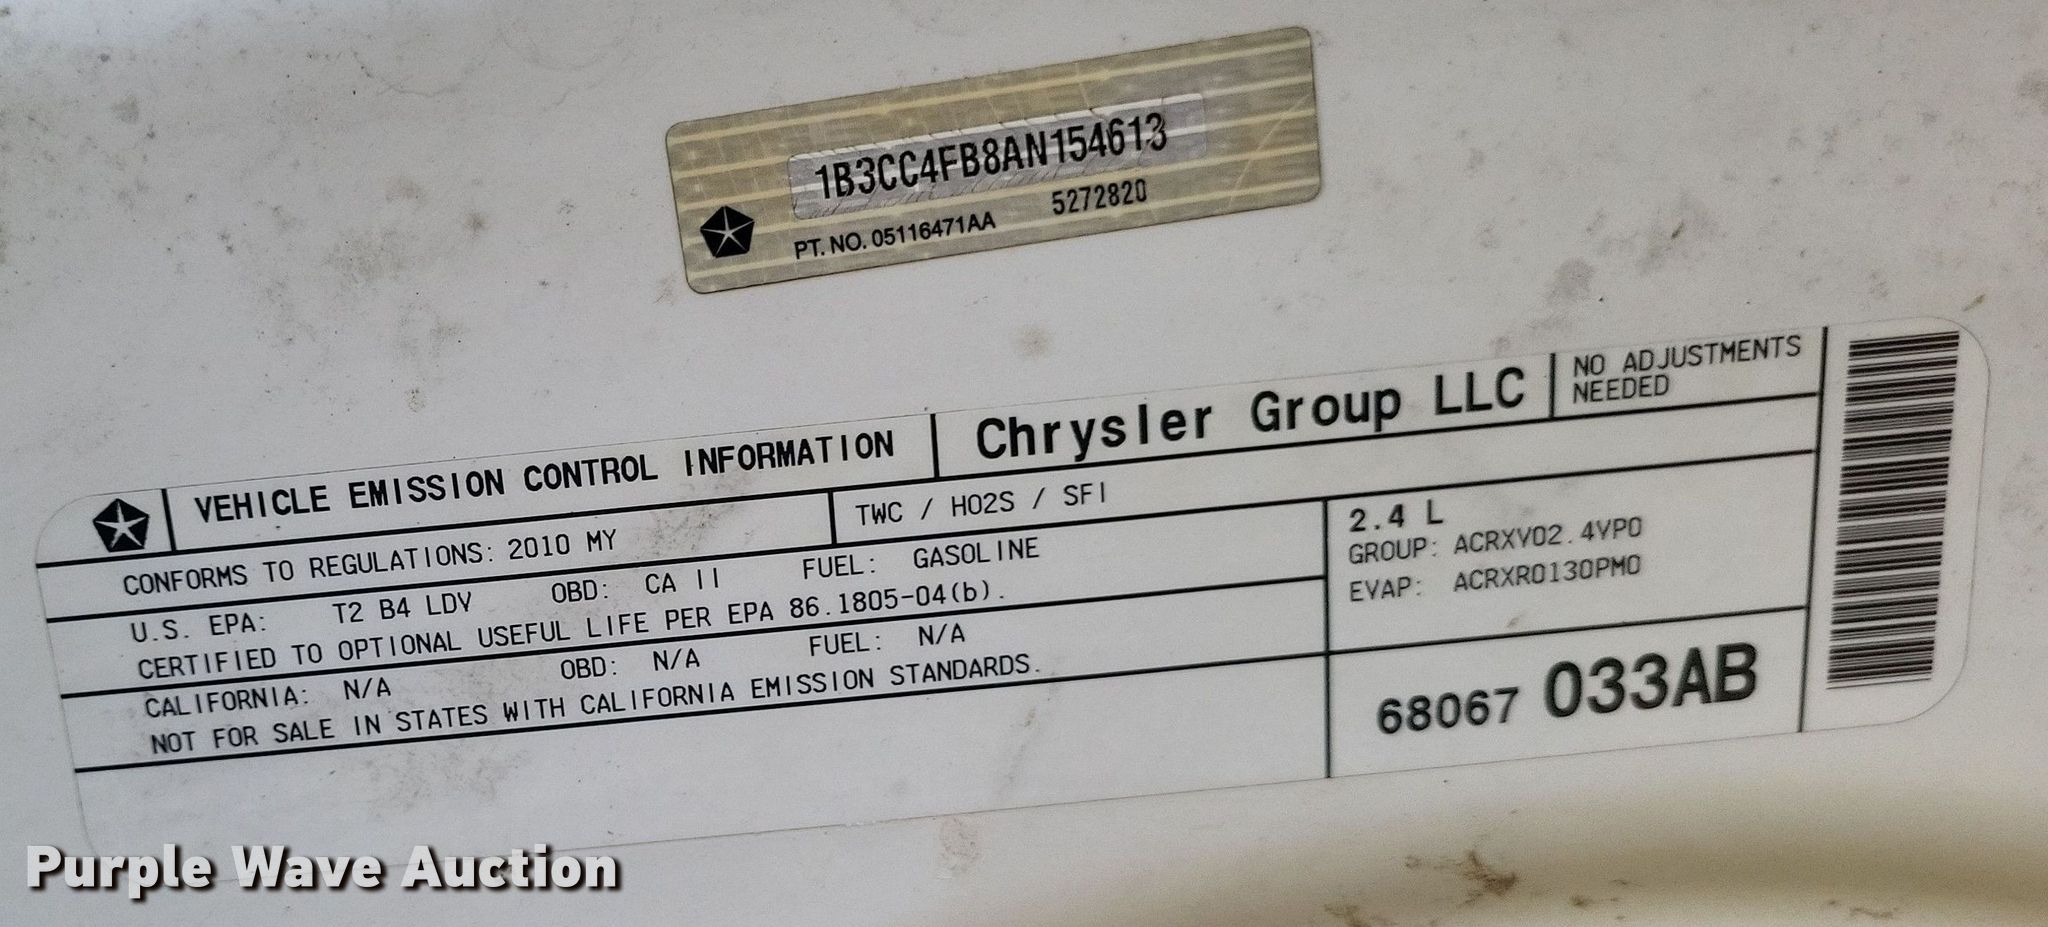 1B3CC4FB8AN154613
PT. NO. 05116471AA 5272820
VEHICLE EMISSION CONTROL INFORMATION Chrysler Group LLC NO ADJUSTMENTS
NEEDED
CONFORMS TO REGULATIONS: 2010 MY TWC / HO2S / SFI
U.S. EPA: T2 B4 LDV OBD: CA II FUEL: GASOLINE
CERTIFIED TO OPTIONAL USEFUL LIFE PER EPA 86.1805-04(b).
CALIFORNIA: N/A OBD: N/A FUEL: N/A
NOT FOR SALE IN STATES WITH CALIFORNIA EMISSION STANDARDS.
2.4 L
GROUP: ACRXV02.4VP0
EVAP: ACRXR0130PM0
68067 033AB
Purple Wave Auction